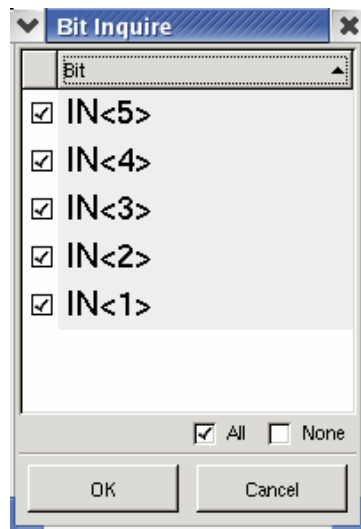 Bit Inquire
Bit
IN<5>
IN<4>
IN<3>
IN<2>
IN<1>
All None
OK Cancel